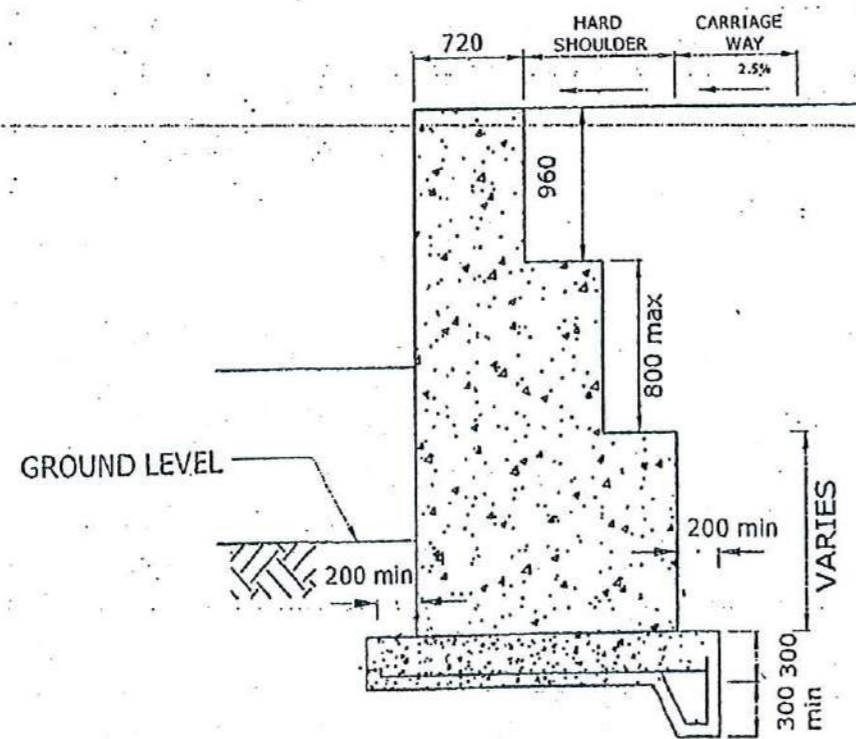 HARD
SHOULDER
CARRIAGE
WAY
720
2.5%
960
800 max
GROUND LEVEL
200 min
200 min
VARIES
300 300
min